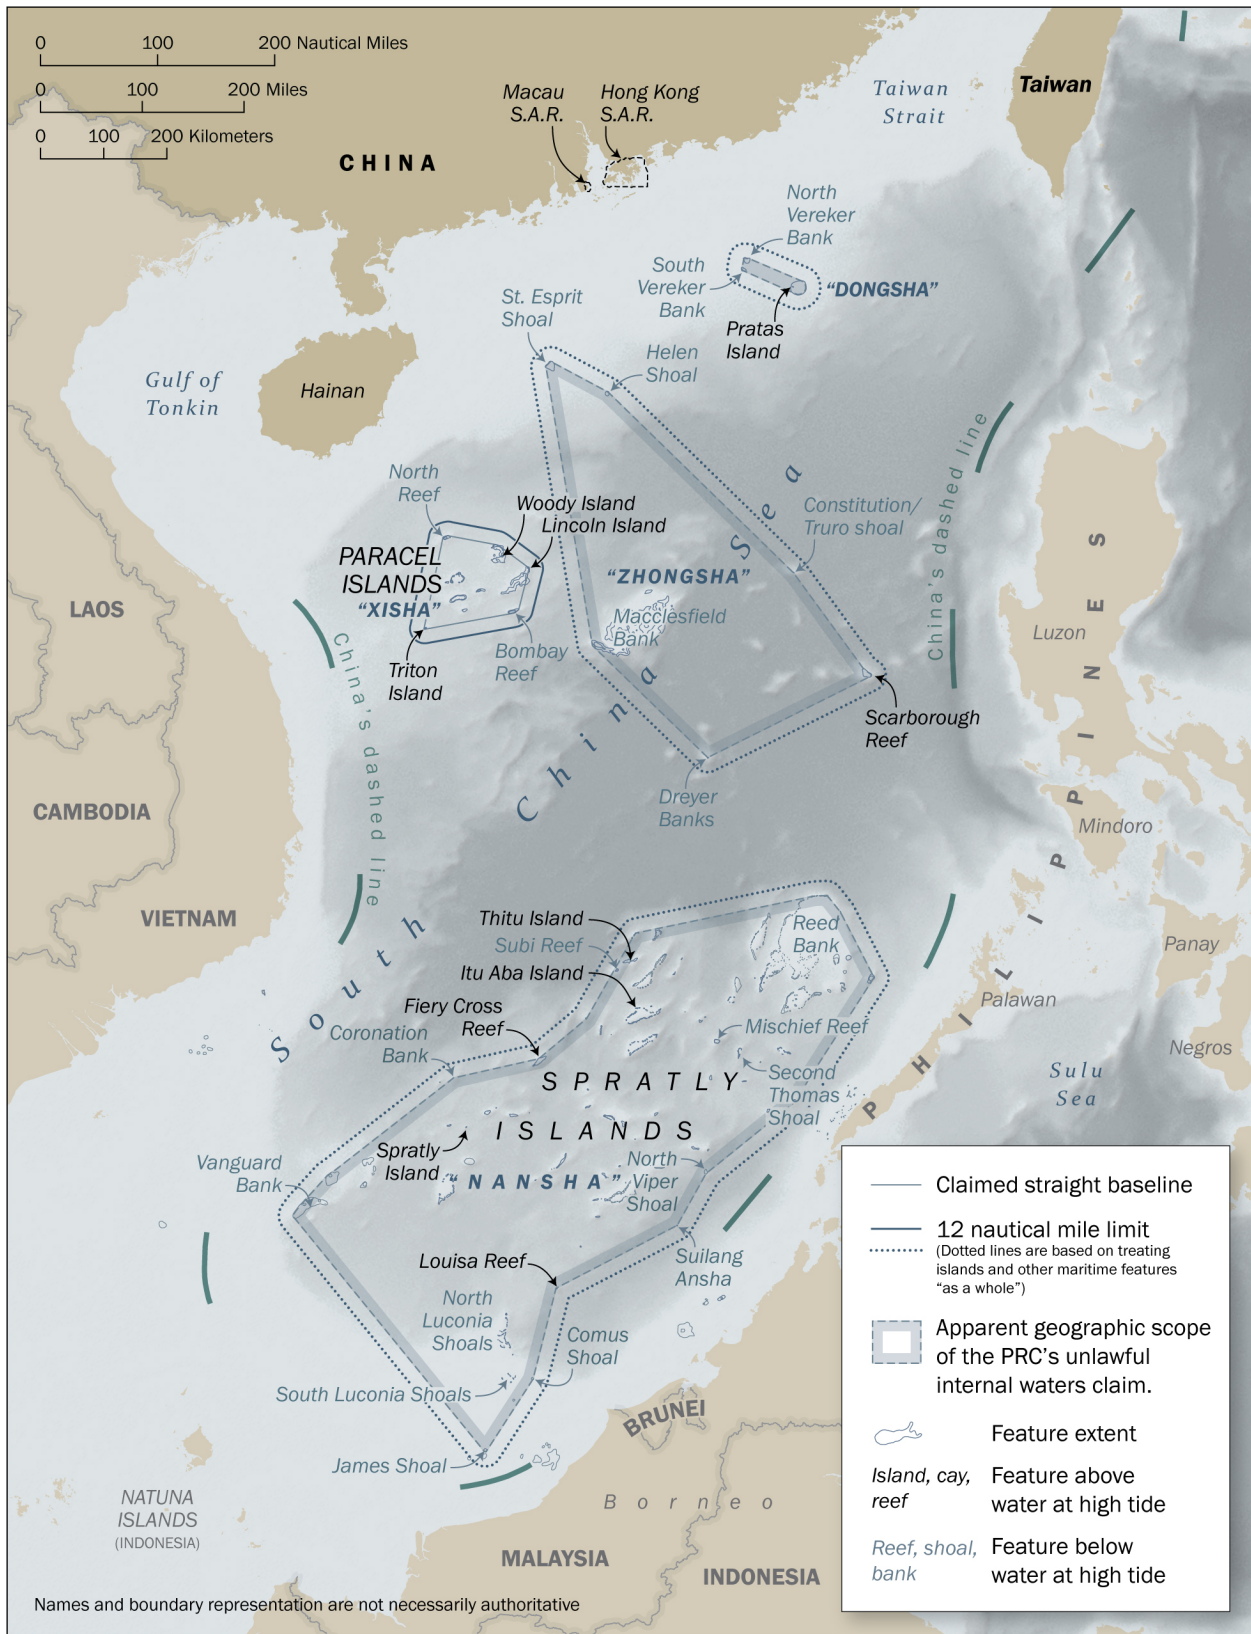 0 100 200 Nautical Miles
0 100 200 Miles
0 100 200 Kilometers
Macau
S.A.R.
Hong Kong
S.A.R.
CHINA
Taiwan
Strait
Taiwan
North
Vereker
Bank
South
Vereker
Bank
"DONGSHA"
Pratas
Island
St. Esprit
Shoal
Helen
Shoal
Gulf of
Tonkin
Hainan
China's dashed line
North
Reef
Woody Island
Lincoln Island
Constitution/
Truro shoal
PARACEL
ISLANDS
"XISHA"
"ZHONGSHA"
Macclesfield
Bank
LAOS
Luzon
Triton
Island
Bombay
Reef
China's dashed line
Scarborough
Reef
South China Sea
Dreyer
Banks
CAMBODIA
Mindoro
PHILIPPINES
VIETNAM
Thitu Island
Subi Reef
Itu Aba Island
Reed
Bank
Panay
Palawan
Fiery Cross
Reef
Coronation
Bank
Mischief Reef
Negros
SPRATLY
ISLANDS
Second
Thomas
Shoal
Sulu
Sea
Spratly
Island
Vanguard
Bank
"NANSHA"
North
Viper
Shoal
Louisa Reef
Suilang
Ansha
North
Luconia
Shoals
Comus
Shoal
South Luconia Shoals
James Shoal
BRUNEI
NATUNA
ISLANDS
(INDONESIA)
Borneo
MALAYSIA
INDONESIA
Claimed straight baseline
12 nautical mile limit
(Dotted lines are based on treating
islands and other maritime features
"as a whole")
Apparent geographic scope
of the PRC's unlawful
internal waters claim.
Feature extent
Island, cay,
reef
Feature above
water at high tide
Reef, shoal,
bank
Feature below
water at high tide
Names and boundary representation are not necessarily authoritative